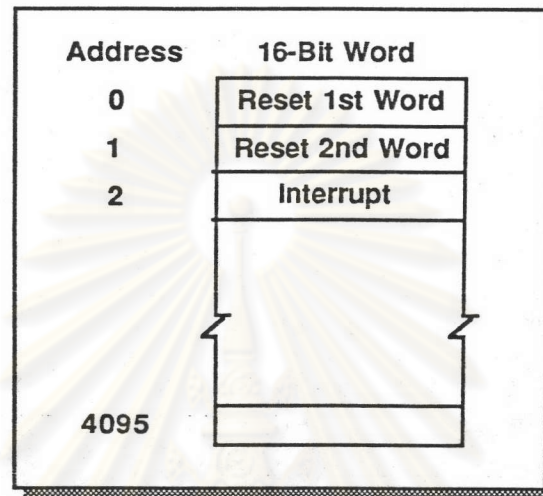 Address 16-Bit Word
0 Reset 1st Word
1 Reset 2nd Word
2 Interrupt
4095